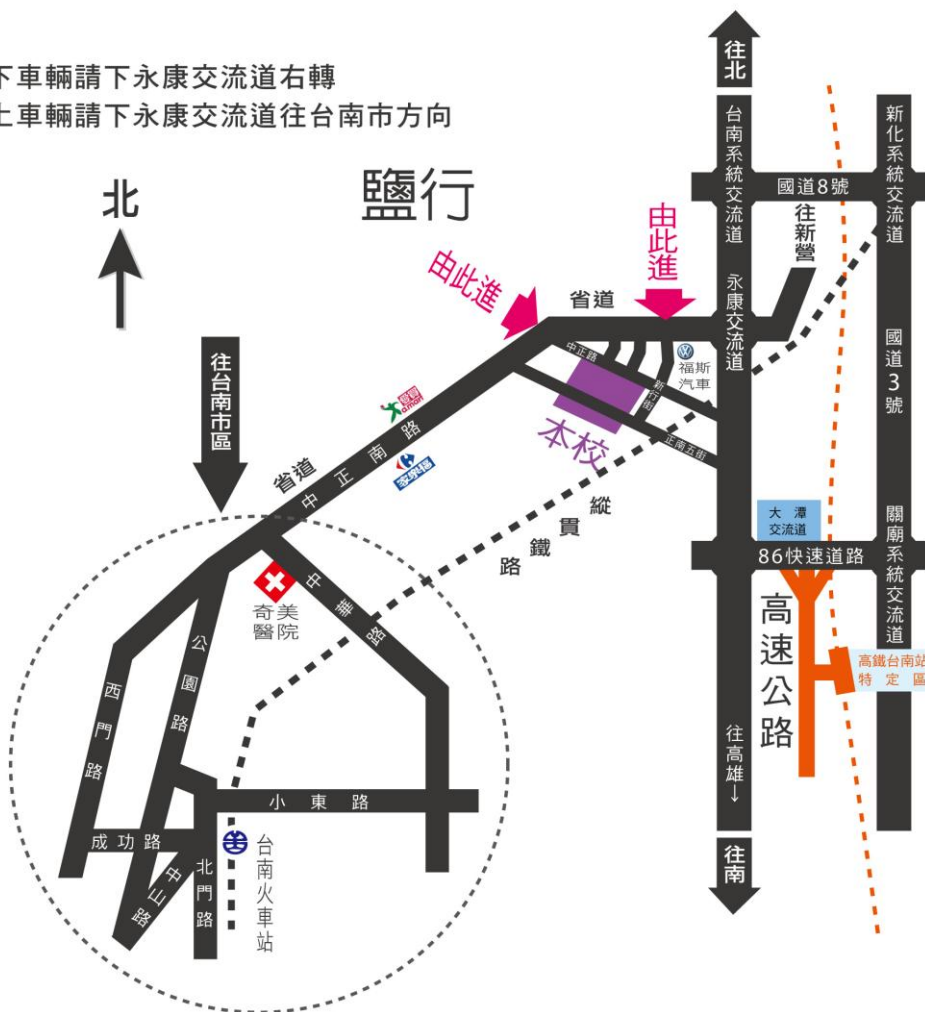 下車輛請下永康交流道右轉
上車輛請下永康交流道往台南市方向
北
鹽行
往北
台南系統交流道
新化系統交流道
國道8號
往新營
由此進
由此進
省道
永康交流道
國道3號
中正路
福斯
汽車
新行街
本校
正南五街
往台南市區
愛買
a.mart
家樂福
省道
中正南路
縱貫鐵路
大潭
交流道
86快速道路
關廟系統交流道
高速公路
高鐵台南站
特定區
奇美
醫院
中華路
公園路
西門路
小東路
成功路
中山路
北門路
台南火車站
往高雄↓
往南